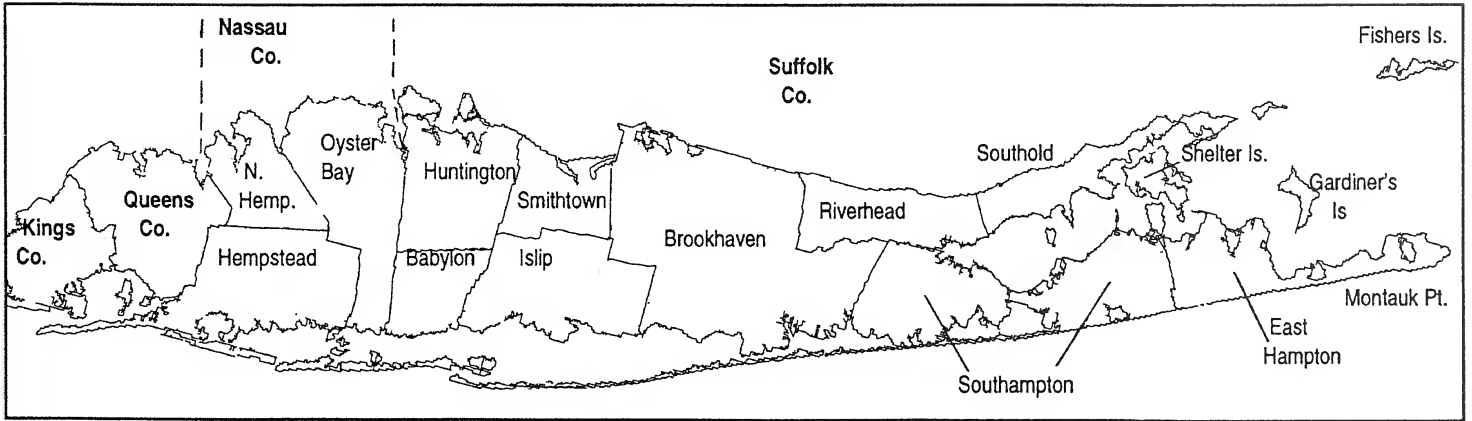 Nassau
Co.
Fishers Is.
Suffolk
Co.
Oyster
Bay
Southold
N.
Hemp.
Huntington
Shelter Is.
Queens
Co.
Smithtown
Gardiner's
Is
Riverhead
Kings
Co.
Brookhaven
Hempstead
Babylon
Islip
Montauk Pt.
East
Hampton
Southampton